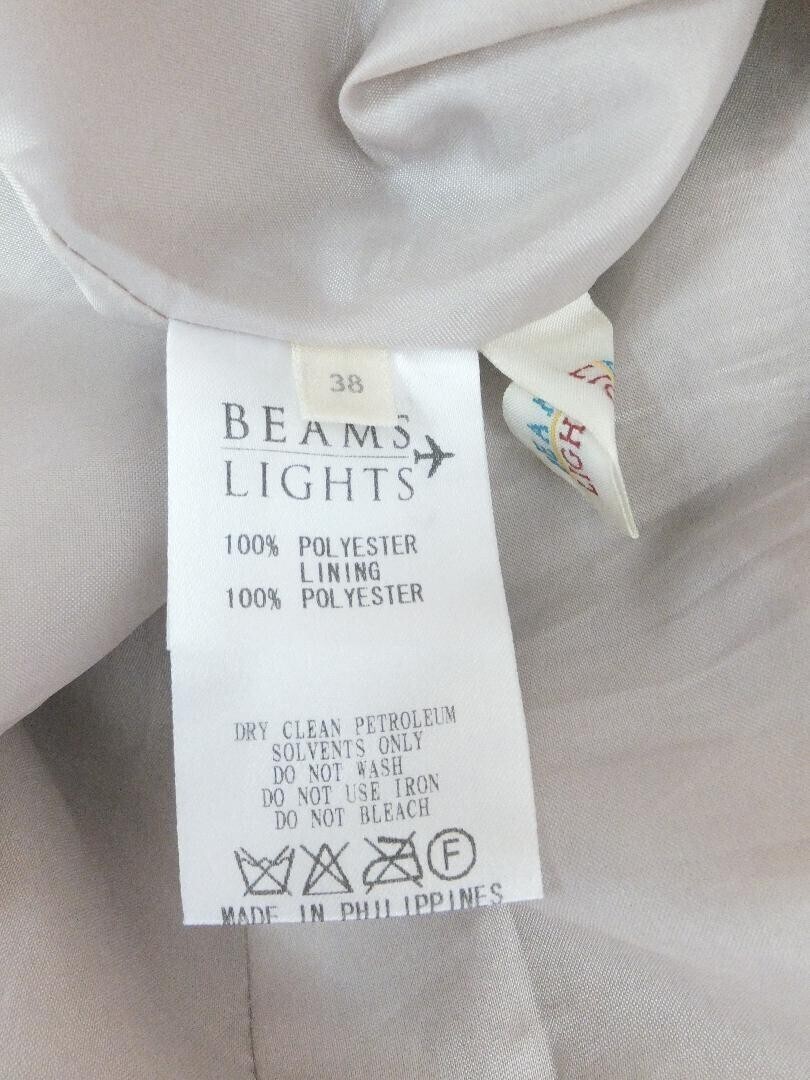 38
BEAMS
LIGHTS
100% POLYESTER
LINING
100% POLYESTER
DRY CLEAN PETROLEUM
SOLVENTS ONLY
DO NOT WASH
DO NOT USE IRON
DO NOT BLEACH
F
MADE IN PHILIPPINES